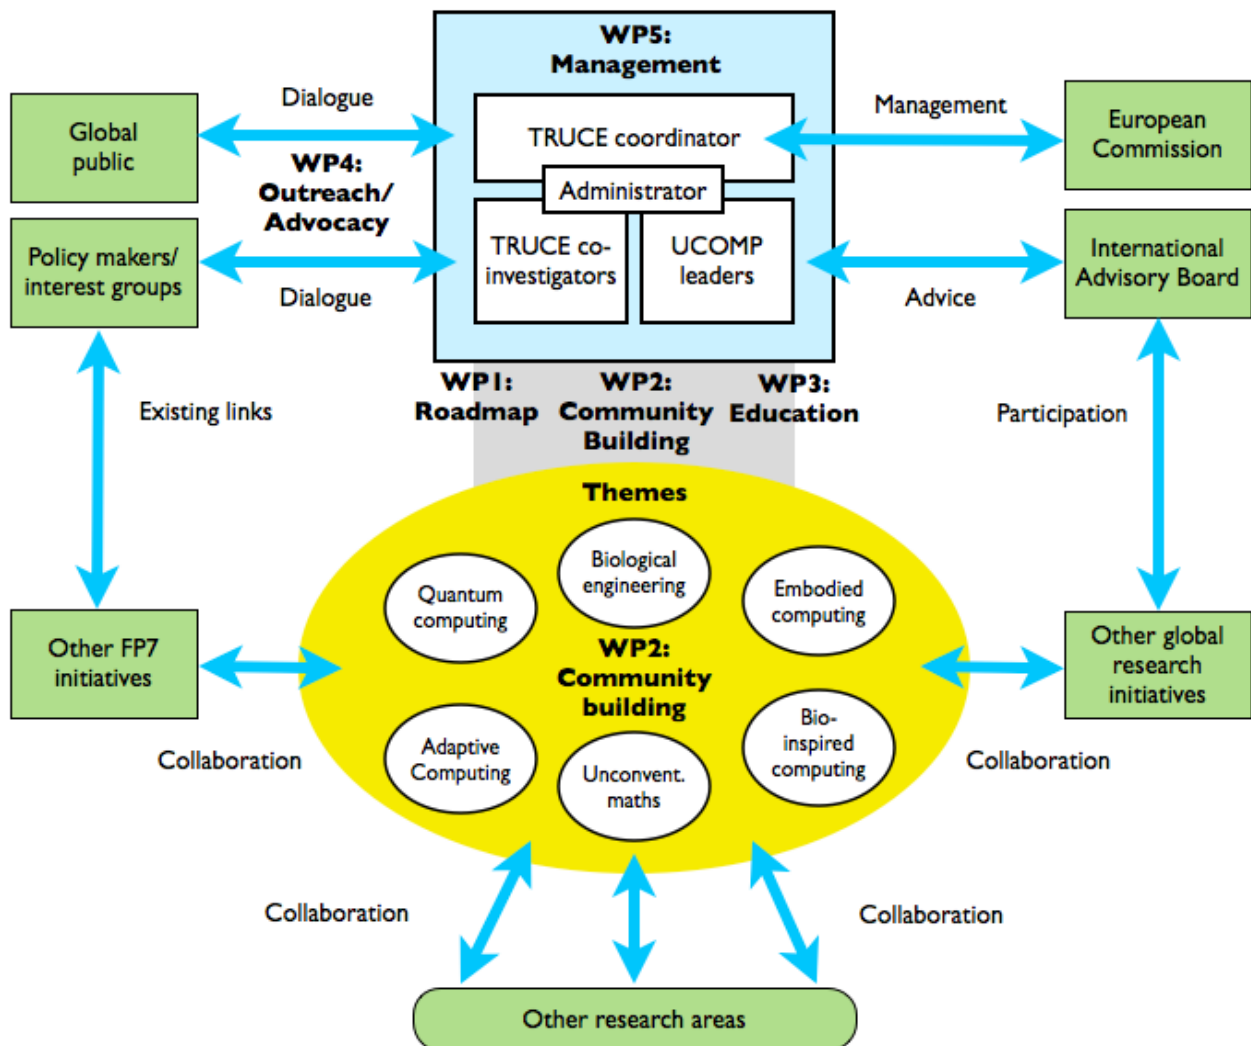 WP5:
Management
Dialogue
Management
Global
public
TRUCE coordinator
European
Commission
WP4:
Outreach/
Advocacy
Administrator
Policy makers/
interest groups
TRUCE co-
investigators
UCOMP
leaders
International
Advisory Board
Dialogue
Advice
WP1:
Roadmap
WP2:
Community
Building
WP3:
Education
Existing links
Participation
Themes
Quantum
computing
Biological
engineering
Embodied
computing
Other FP7
initiatives
WP2:
Community
building
Other global
research
initiatives
Collaboration
Adaptive
Computing
Unconvent.
maths
Bio-
inspired
computing
Collaboration
Collaboration
Collaboration
Other research areas